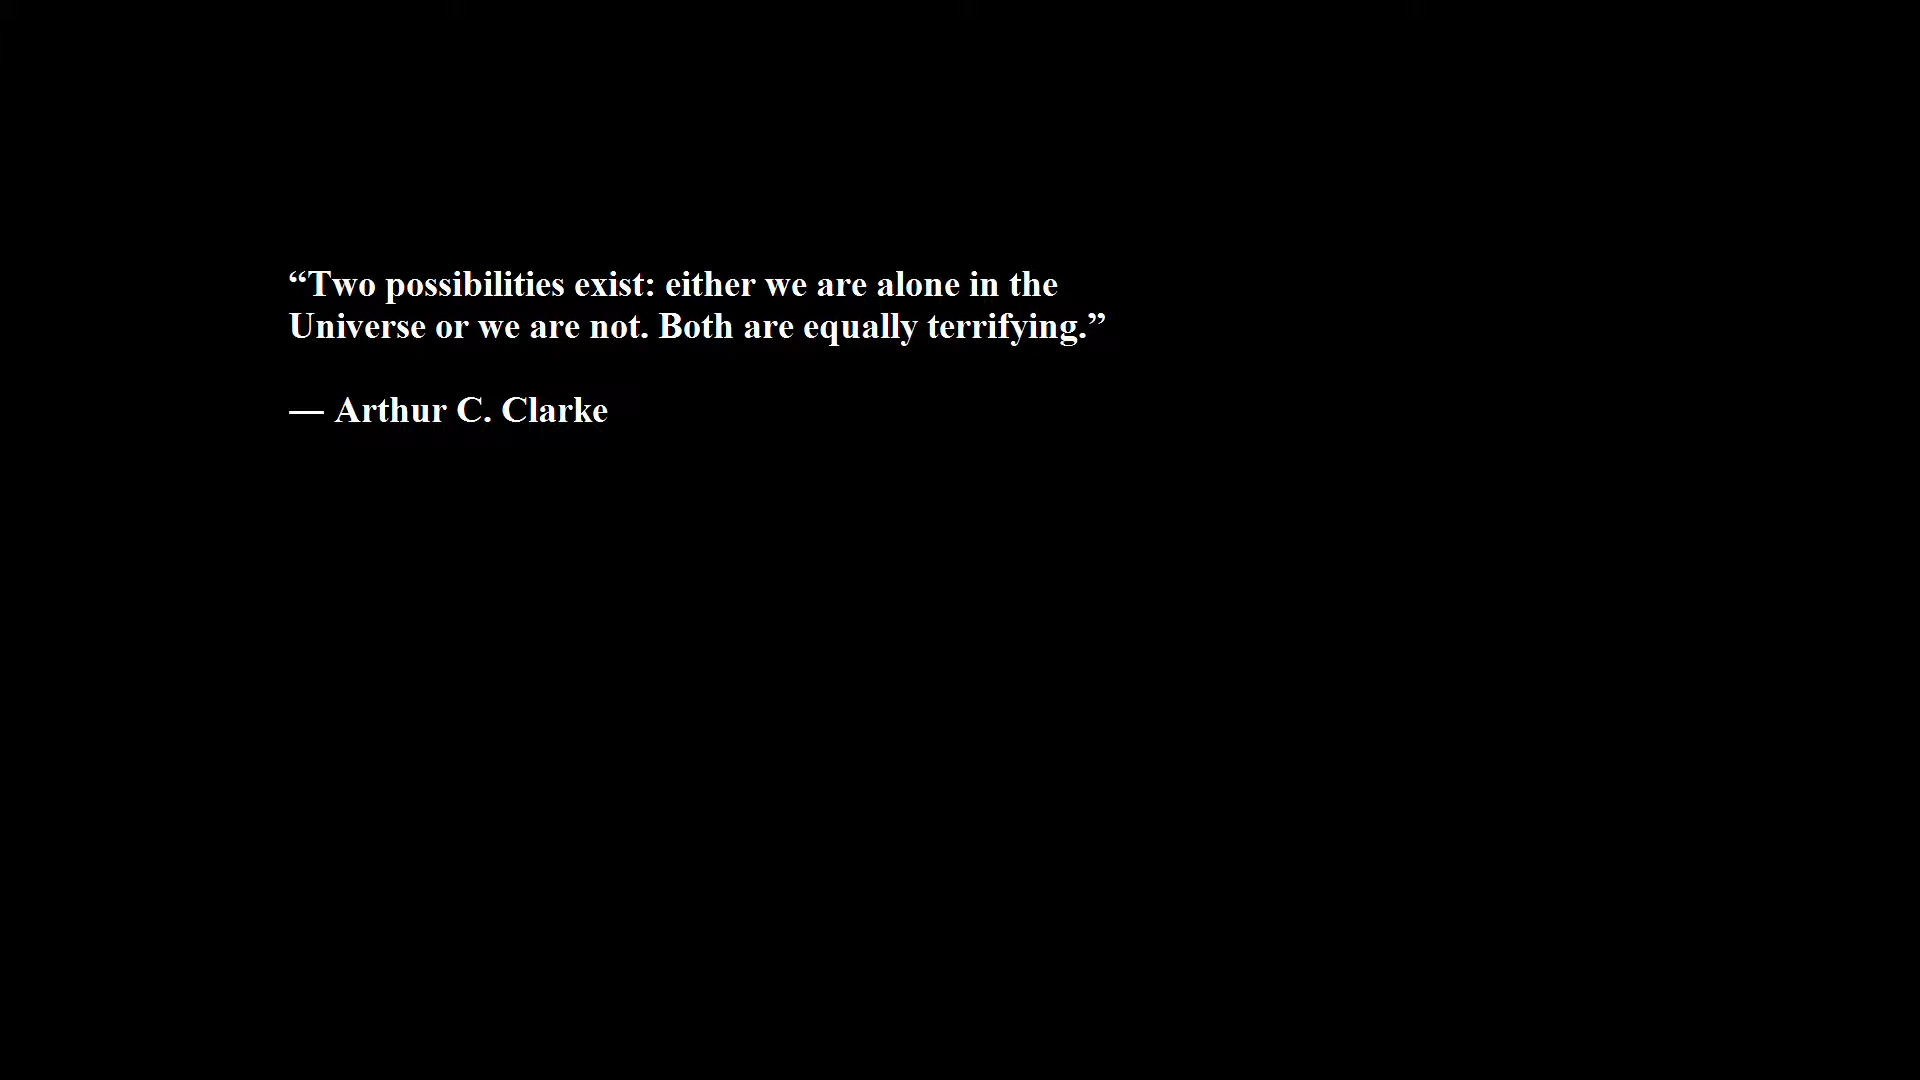 “Two possibilities exist: either we are alone in the
Universe or we are not. Both are equally terrifying.”
― Arthur C. Clarke